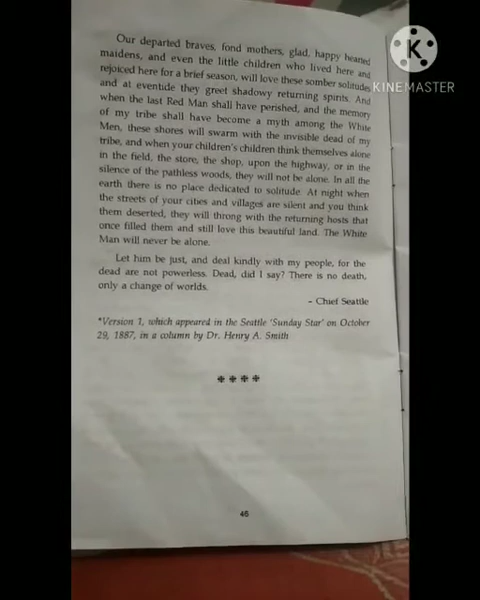 Our departed braves, fond mothers, glad, happy hearted
maidens, and even the little children who lived here and
rejoiced here for a brief season, will love these somber solitudes
and at eventide they greet shadowy returning spirits. And
when the last Red Man shall have perished, and the memory
of my tribe shall have become a myth among the White
Men, these shores will swarm with the invisible dead of my
tribe, and when your children's children think themselves alone
in the field, the store, the shop, upon the highway, or in the
silence of the pathless woods, they will not be alone. In all the
earth there is no place dedicated to solitude. At night when
the streets of your cities and villages are silent and you think
them deserted, they will throng with the returning hosts that
once filled them and still love this beautiful land. The White
Man will never be alone.
Let him be just, and deal kindly with my people, for the
dead are not powerless. Dead, did I say? There is no death,
only a change of worlds.
– Chief Seattle
*Version 1, which appeared in the Seattle 'Sunday Star' on October
29, 1887, in a column by Dr. Henry A. Smith
46
K
KINEMASTER